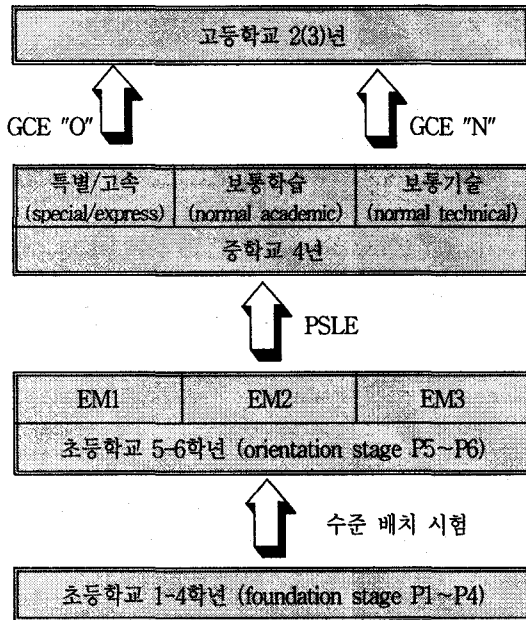 고등학교 2(3)년
GCE "O"
GCE "N"
특별/고속
(special/express)
보통학습
(normal academic)
보통기술
(normal technical)
중학교 4년
PSLE
EM1
EM2
EM3
초등학교 5-6학년 (orientation stage P5~P6)
수준 배치 시험
초등학교 1-4학년 (foundation stage P1~P4)